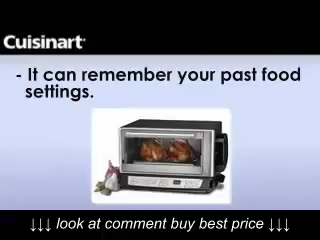 Cuisinart®
- It can remember your past food
settings.
↓↓↓ look at comment buy best price ↓↓↓